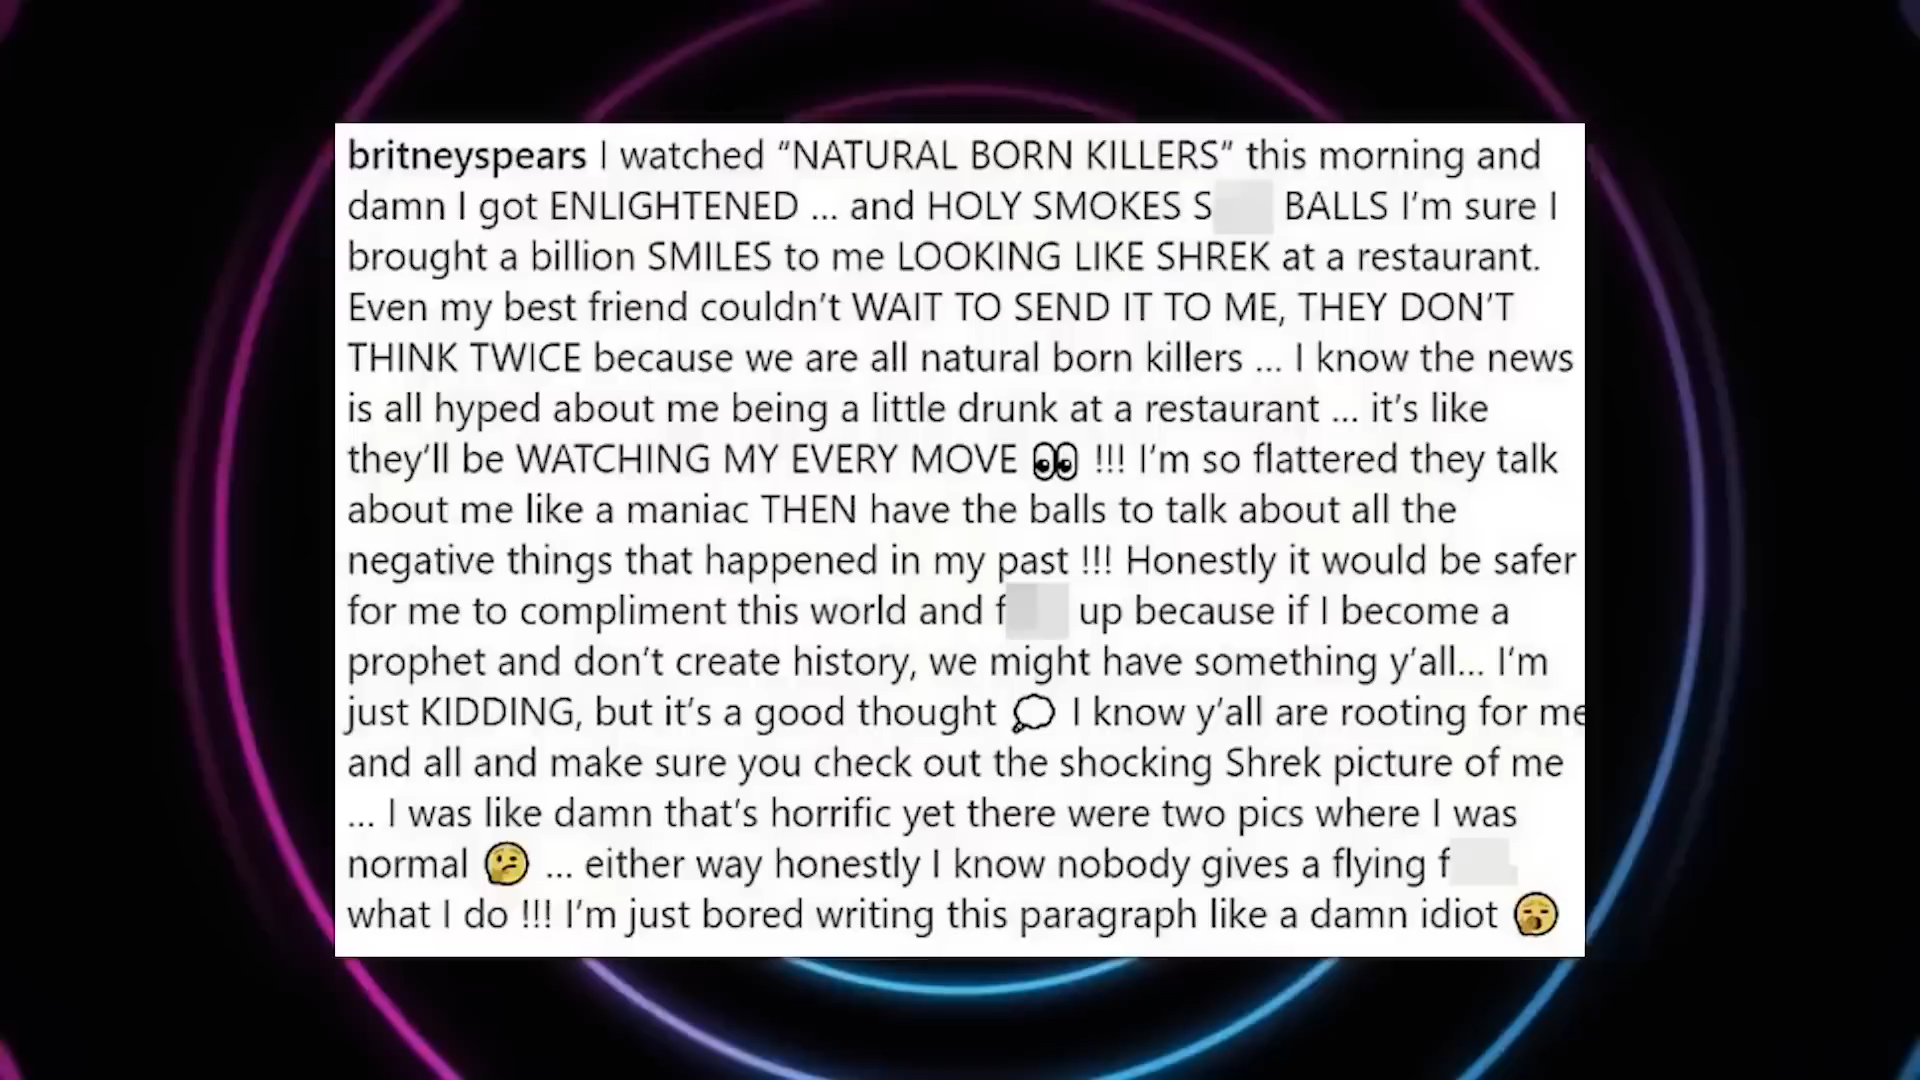 britneyspears I watched “NATURAL BORN KILLERS” this morning and
damn I got ENLIGHTENED ... and HOLY SMOKES S BALLS I’m sure I
brought a billion SMILES to me LOOKING LIKE SHREK at a restaurant.
Even my best friend couldn’t WAIT TO SEND IT TO ME, THEY DON’T
THINK TWICE because we are all natural born killers ... I know the news
is all hyped about me being a little drunk at a restaurant ... it’s like
they’ll be WATCHING MY EVERY MOVE 👀 !!! I’m so flattered they talk
about me like a maniac THEN have the balls to talk about all the
negative things that happened in my past !!! Honestly it would be safer
for me to compliment this world and f up because if I become a
prophet and don’t create history, we might have something y’all... I’m
just KIDDING, but it’s a good thought 💭 I know y’all are rooting for me
and all and make sure you check out the shocking Shrek picture of me
... I was like damn that’s horrific yet there were two pics where I was
normal 🤔 ... either way honestly I know nobody gives a flying f
what I do !!! I’m just bored writing this paragraph like a damn idiot 🥱